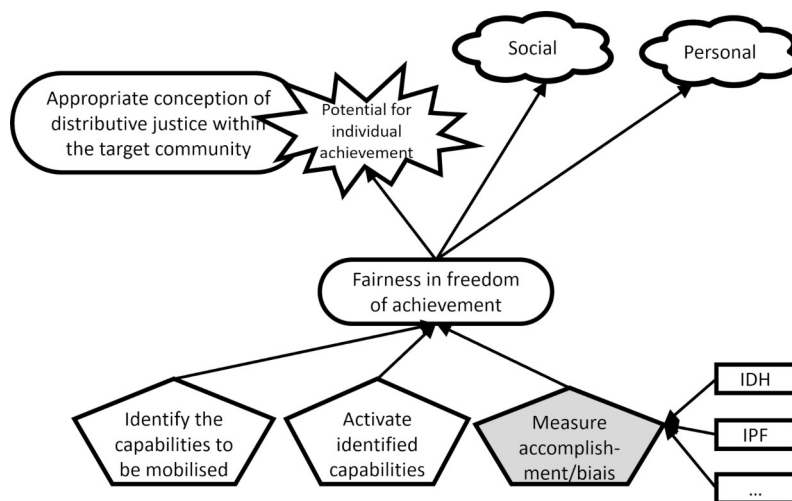 Social
Personal
Appropriate conception of
distributive justice within
the target community
Potential for
individual
achievement
Fairness in freedom
of achievement
Identify the
capabilities to
be mobilised
Activate
identified
capabilities
Measure
accomplish-
ment/biais
IDH
IPF
...